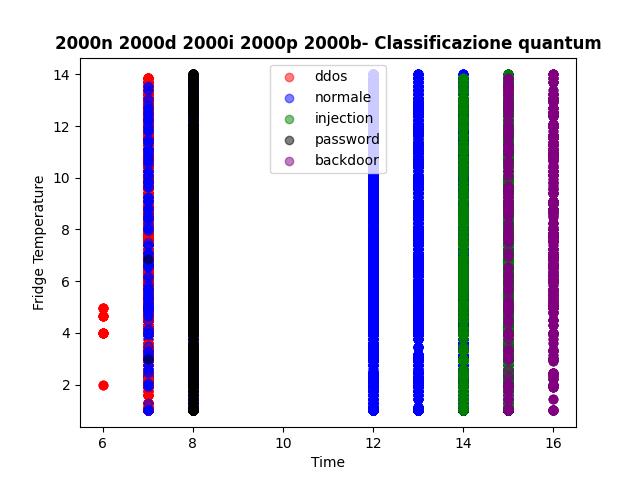 2000n 2000d 2000i 2000p 2000b- Classificazione quantum
14
12
10
8
6
4
2
Fridge Temperature
ddos
normale
injection
password
backdoor
6 8 10 12 14 16
Time